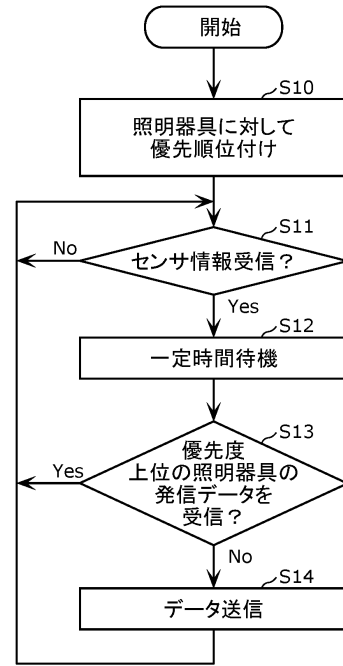 開始
S10
照明器具に対して
優先順位付け
S11
センサ情報受信？
No
Yes
S12
一定時間待機
S13
優先度
上位の照明器具の
発信データを
受信？
Yes
No
S14
データ送信